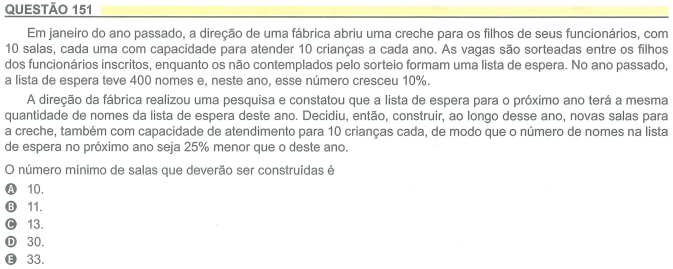 QUESTÃO 151
Em janeiro do ano passado, a direção de uma fábrica abriu uma creche para os filhos de seus funcionários, com
10 salas, cada uma com capacidade para atender 10 crianças a cada ano. As vagas são sorteadas entre os filhos
dos funcionários inscritos, enquanto os não contemplados pelo sorteio formam uma lista de espera. No ano passado,
a lista de espera teve 400 nomes e, neste ano, esse número cresceu 10%.
A direção da fábrica realizou uma pesquisa e constatou que a lista de espera para o próximo ano terá a mesma
quantidade de nomes da lista de espera deste ano. Decidiu, então, construir, ao longo desse ano, novas salas para
a creche, também com capacidade de atendimento para 10 crianças cada, de modo que o número de nomes na lista
de espera no próximo ano seja 25% menor que o deste ano.
O número mínimo de salas que deverão ser construídas é
A 10.
B 11.
C 13.
D 30.
E 33.